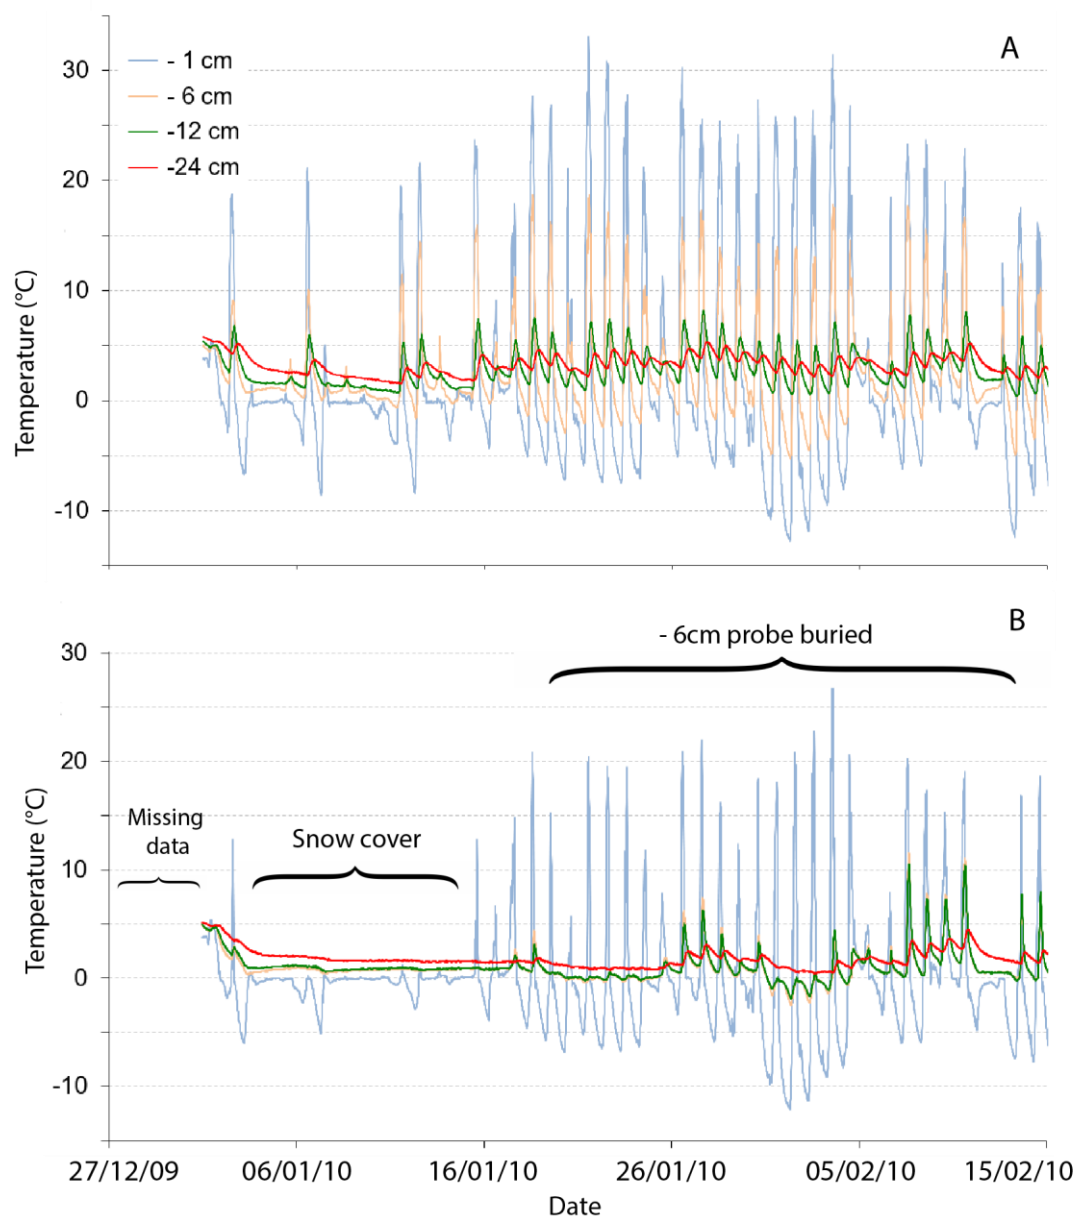 A
- 1 cm
- 6 cm
-12 cm
-24 cm
30
20
10
0
-10
Temperature (°C)
B
- 6cm probe buried
Missing
data
Snow cover
30
20
10
0
-10
Temperature (°C)
27/12/09 06/01/10 16/01/10 26/01/10 05/02/10 15/02/10
Date